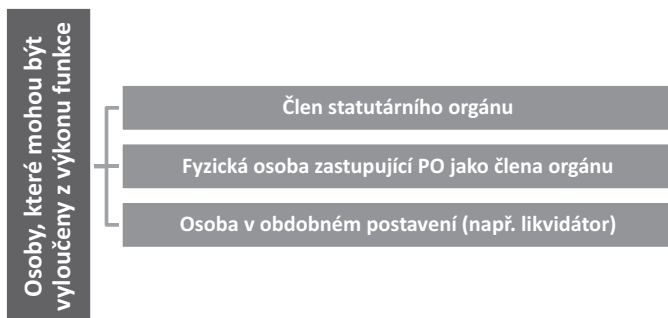 Osoby, které mohou být
vyloučeny z výkonu funkce
Člen statutárního orgánu
Fyzická osoba zastupující PO jako člena orgánu
Osoba v obdobném postavení (např. likvidátor)